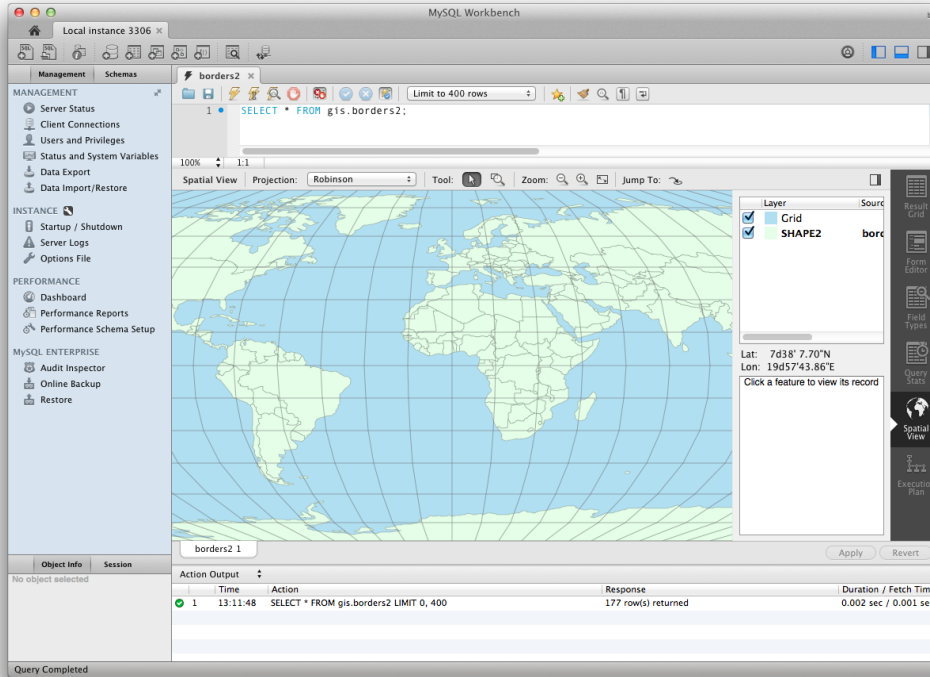 MySQL Workbench
Local instance 3306
Management Schemas
MANAGEMENT
Server Status
Client Connections
Users and Privileges
Status and System Variables
Data Export
Data Import/Restore
INSTANCE
Startup / Shutdown
Server Logs
Options File
PERFORMANCE
Dashboard
Performance Reports
Performance Schema Setup
MySQL ENTERPRISE
Audit Inspector
Online Backup
Restore
Object Info Session
No object selected
borders2
Limit to 400 rows
1 SELECT * FROM gis.borders2;
100% 1:1
Spatial View Projection: Robinson Tool: Zoom: Jump To:
Layer Sourc
Grid
SHAPE2 bord
Lat: 7d38' 7.70"N
Lon: 19d57'43.86"E
Click a feature to view its record
Result
Grid
Form
Editor
Field
Types
Query
Stats
Spatial
View
Executio
Plan
borders2 1
Apply Revert
Action Output
Time Action Response Duration / Fetch Tim
1 13:11:48 SELECT * FROM gis.borders2 LIMIT 0, 400 177 row(s) returned 0.002 sec / 0.001 se
Query Completed